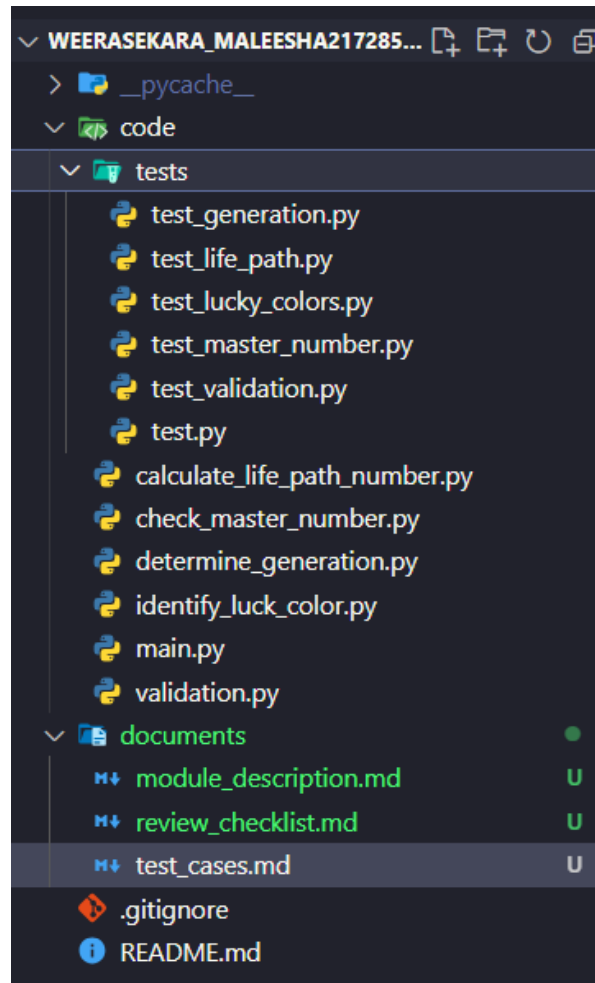 WEERASEKARA_MALEESHA217285...
__pycache__
code
tests
test_generation.py
test_life_path.py
test_lucky_colors.py
test_master_number.py
test_validation.py
test.py
calculate_life_path_number.py
check_master_number.py
determine_generation.py
identify_luck_color.py
main.py
validation.py
documents
module_description.md U
review_checklist.md U
test_cases.md U
.gitignore
README.md